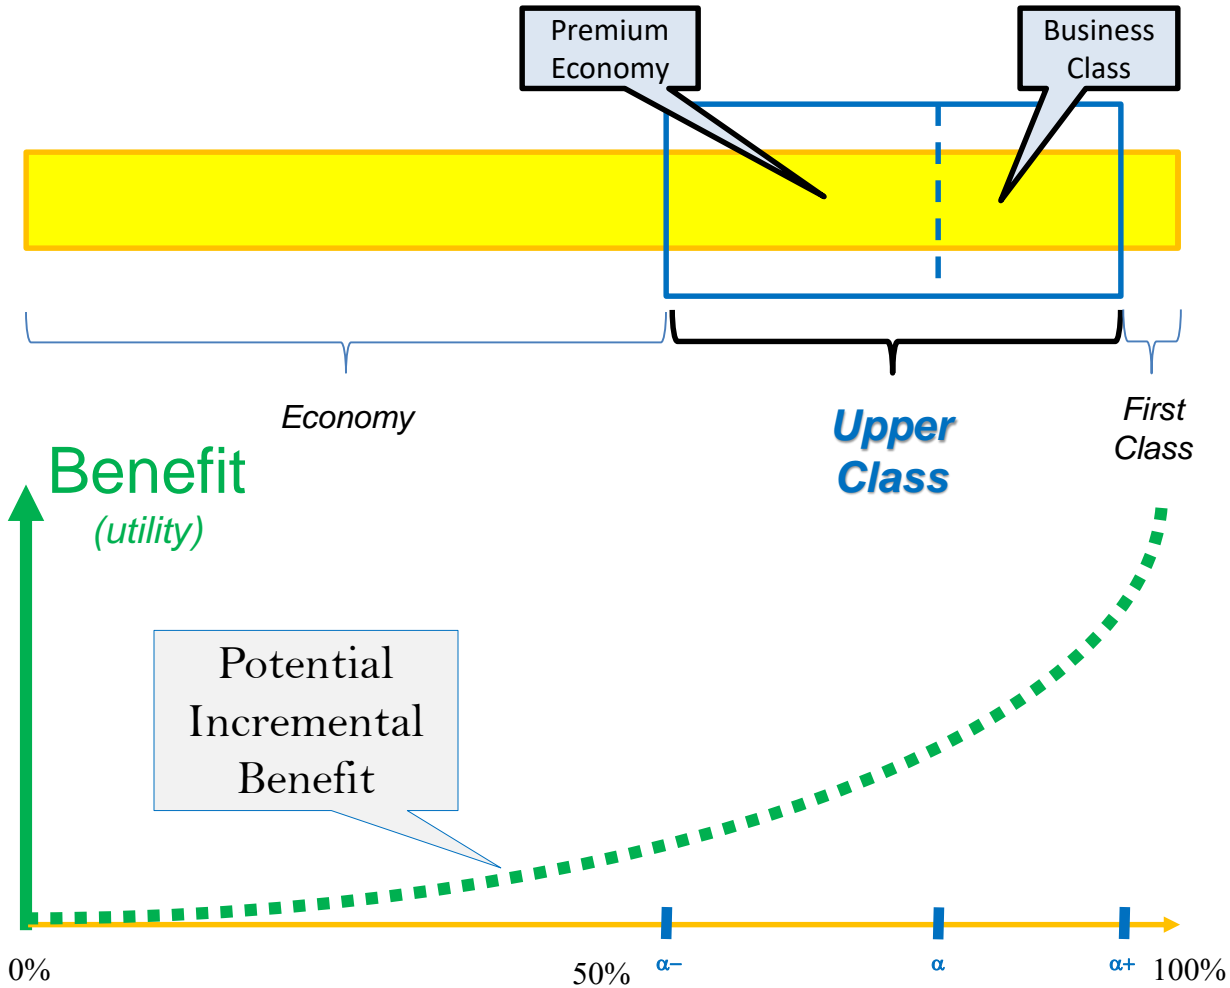 Premium
Economy
Business
Class
Economy
Upper
Class
First
Class
Benefit
(utility)
Potential
Incremental
Benefit
0%
50%
α−
α
α+
100%